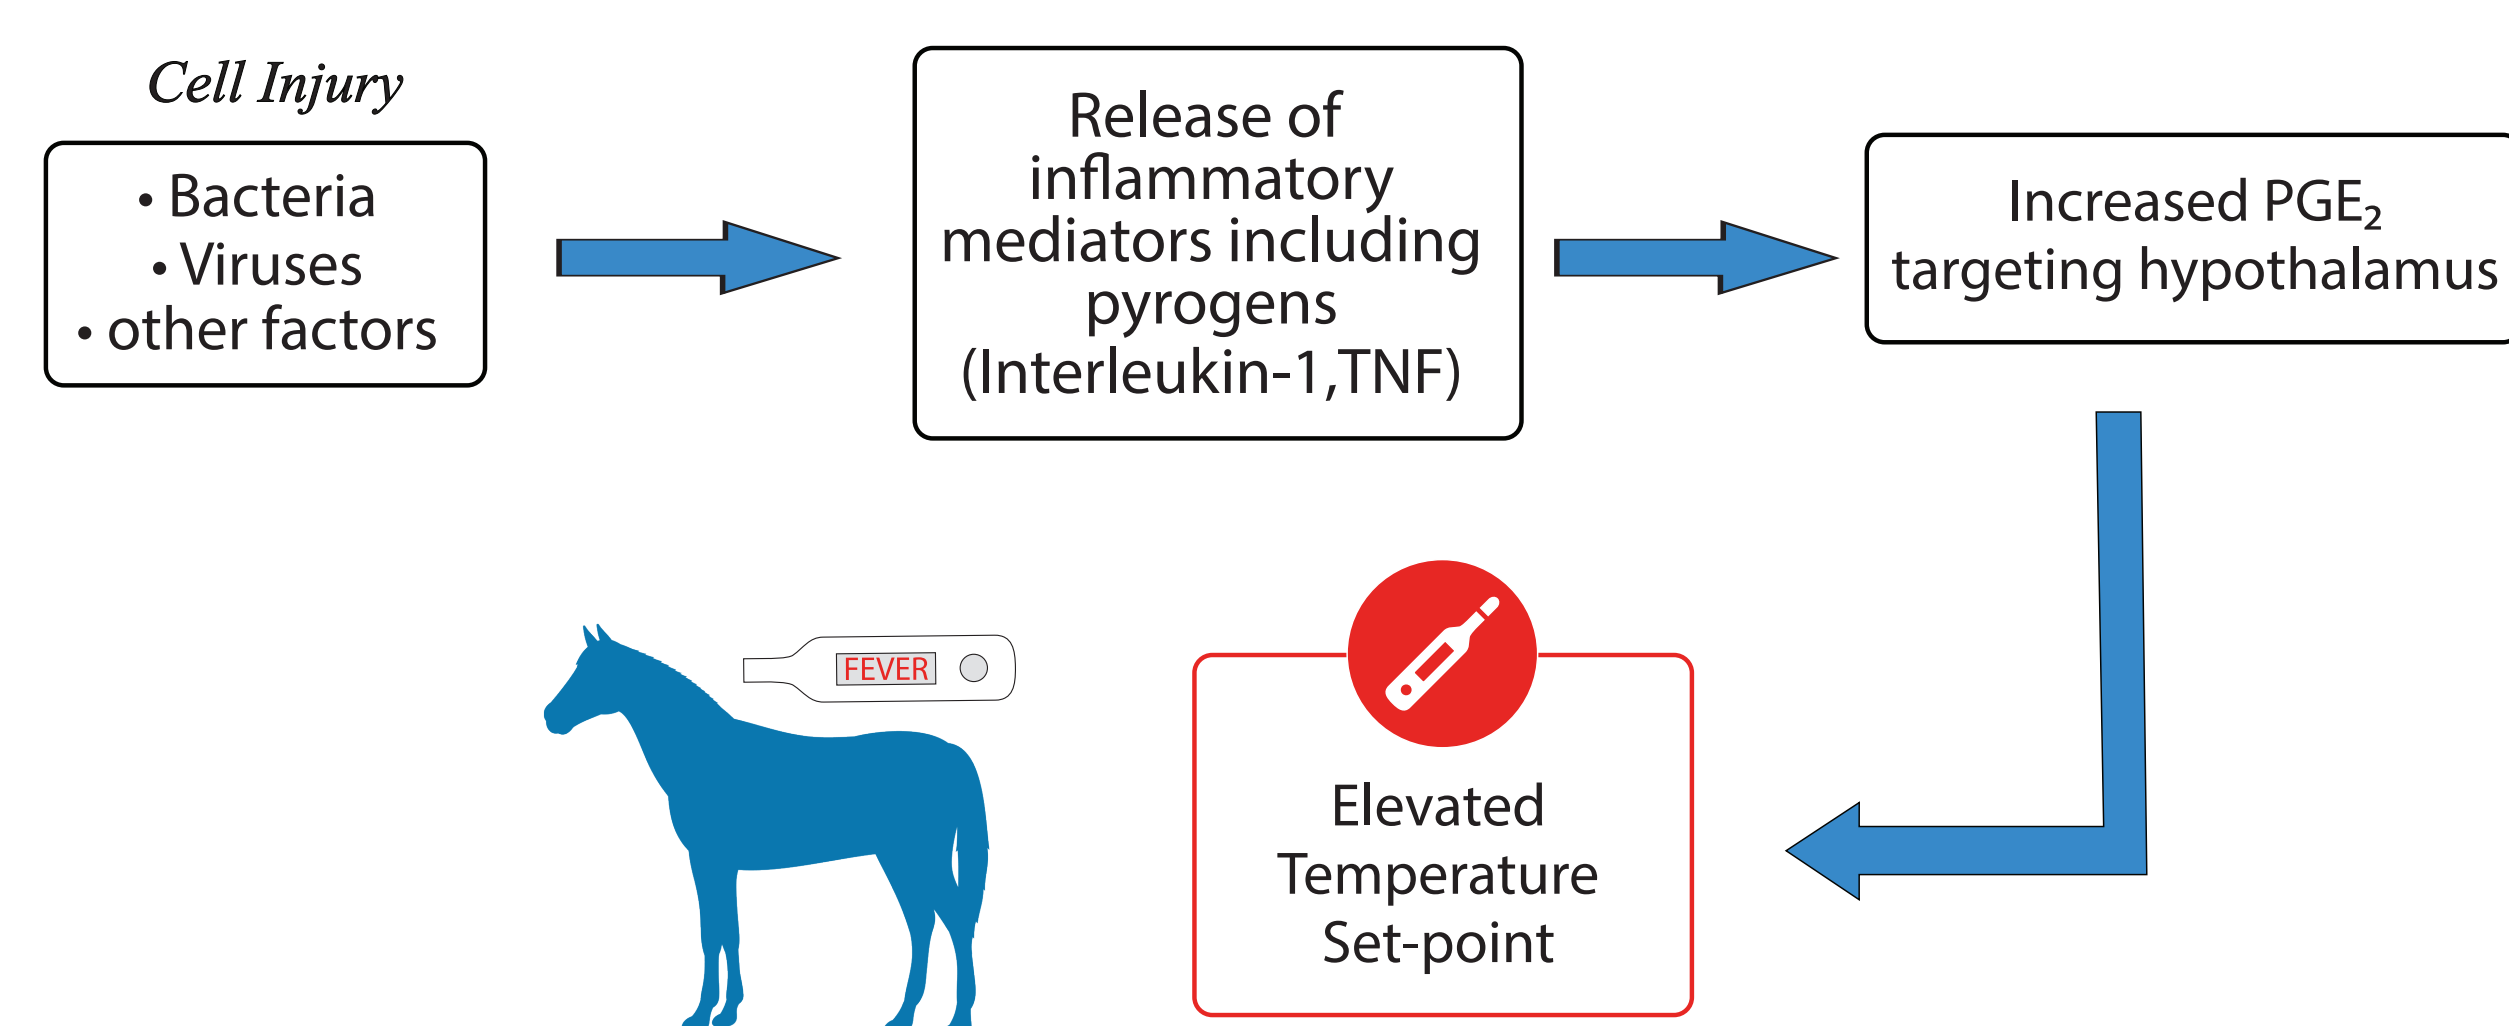 Cell Injury
• Bacteria
• Viruses
• other factors
Release of
inflammatory
mediators including
pyrogens
(Interleukin-1,TNF)
Increased PGE₂
targeting hypothalamus
FEVER
Elevated
Temperature
Set-point